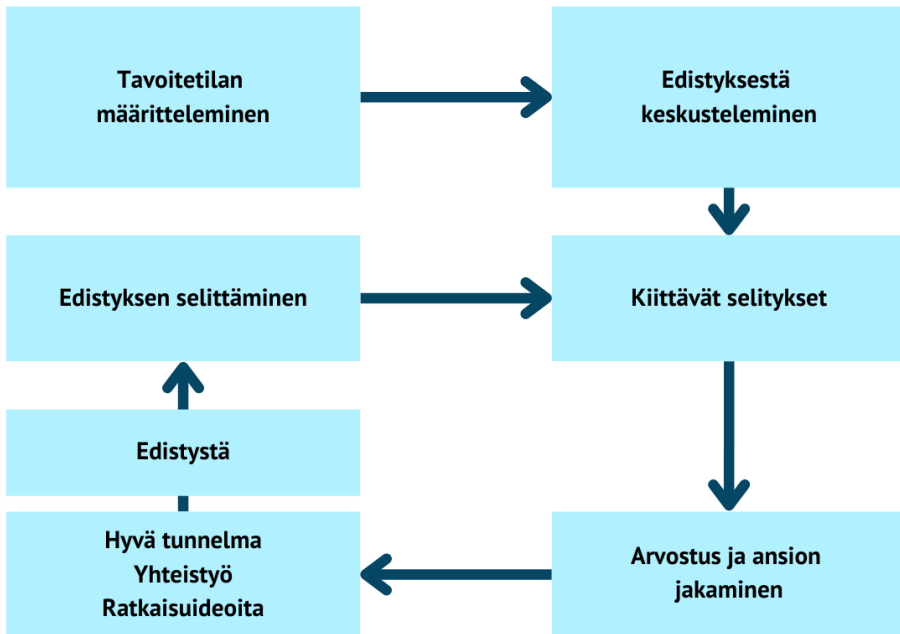 Tavoitetilan
määritteleminen
Edistyksestä
keskusteleminen
Edistyksen selittäminen
Kiittävät selitykset
Edistystä
Hyvä tunnelma
Yhteistyö
Ratkaisuideoita
Arvostus ja ansion
jakaminen